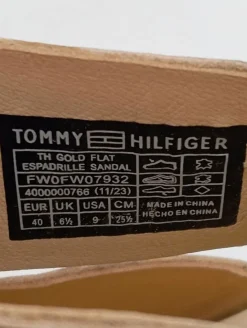 TOMMY HILFIGER
TH GOLD FLAT
ESPADRILLE SANDAL
FW0FW07932
4000000766 (11/23)
MADE IN CHINA
HECHO EN CHINA
EUR UK USA CM
40 6½ 9 25½